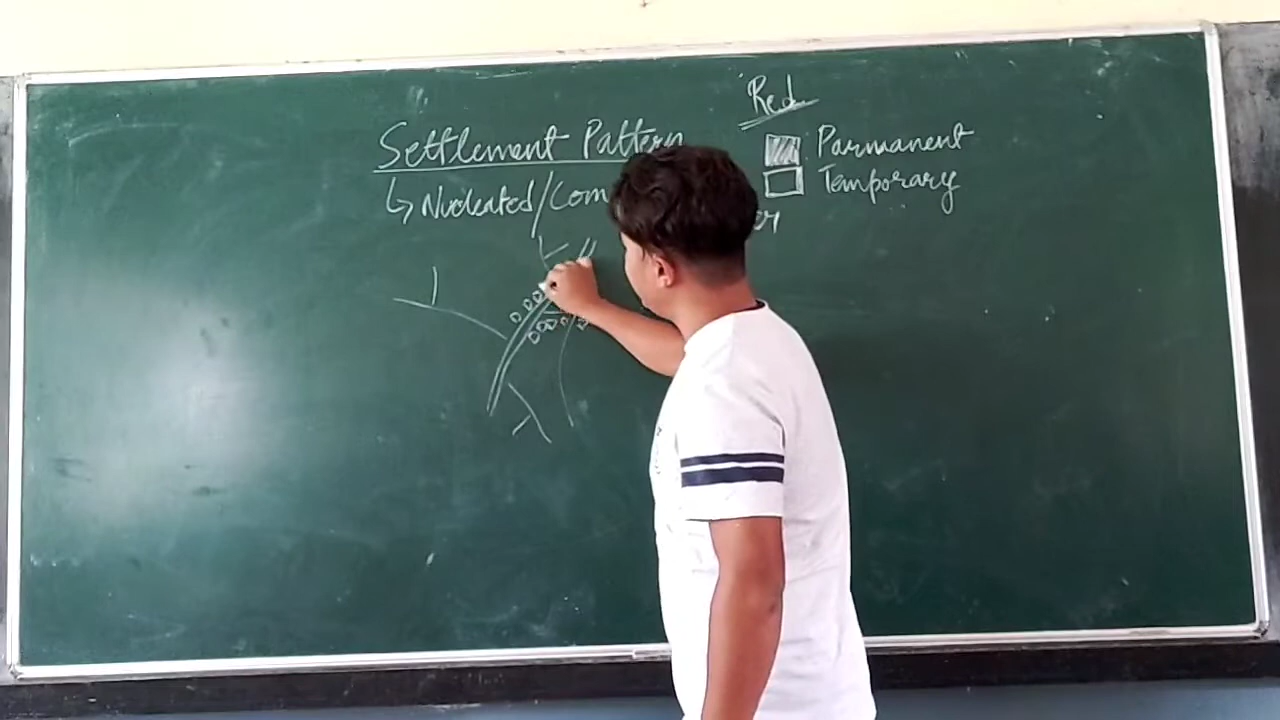 Settlement Pattern
↳ Nucleated/Com
Red
Parmanent
Temporary